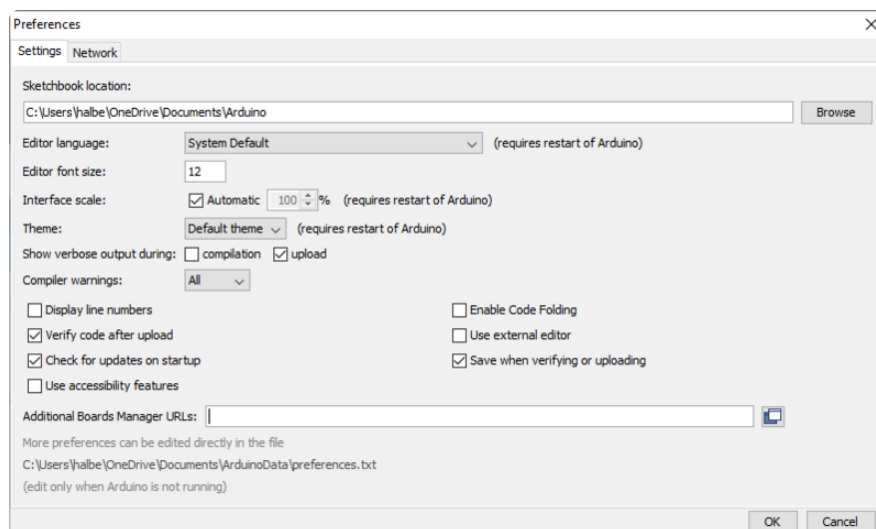 Preferences
Settings Network
Sketchbook location:
C:\Users\halbe\OneDrive\Documents\Arduino Browse
Editor language: System Default (requires restart of Arduino)
Editor font size: 12
Interface scale: Automatic 100 % (requires restart of Arduino)
Theme: Default theme (requires restart of Arduino)
Show verbose output during: compilation upload
Compiler warnings: All
Display line numbers Enable Code Folding
Verify code after upload Use external editor
Check for updates on startup Save when verifying or uploading
Use accessibility features
Additional Boards Manager URLs:
More preferences can be edited directly in the file
C:\Users\halbe\OneDrive\Documents\ArduinoData\preferences.txt
(edit only when Arduino is not running)
OK Cancel